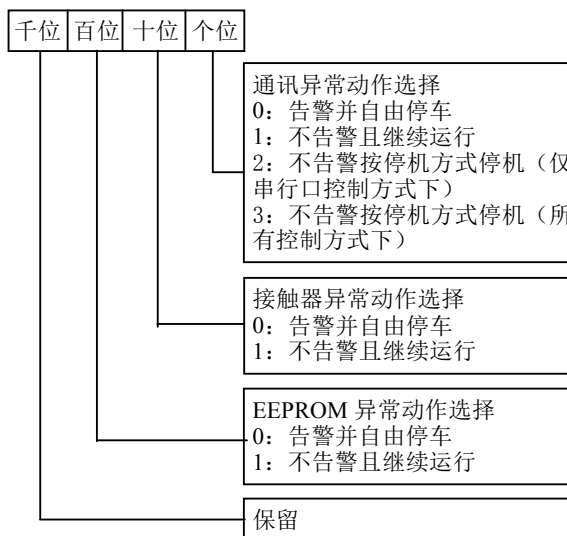 千位 百位 十位 个位
通讯异常动作选择
0：告警并自由停车
1：不告警且继续运行
2：不告警按停机方式停机（仅
串行口控制方式下）
3：不告警按停机方式停机（所
有控制方式下）
接触器异常动作选择
0：告警并自由停车
1：不告警且继续运行
EEPROM 异常动作选择
0：告警并自由停车
1：不告警且继续运行
保留